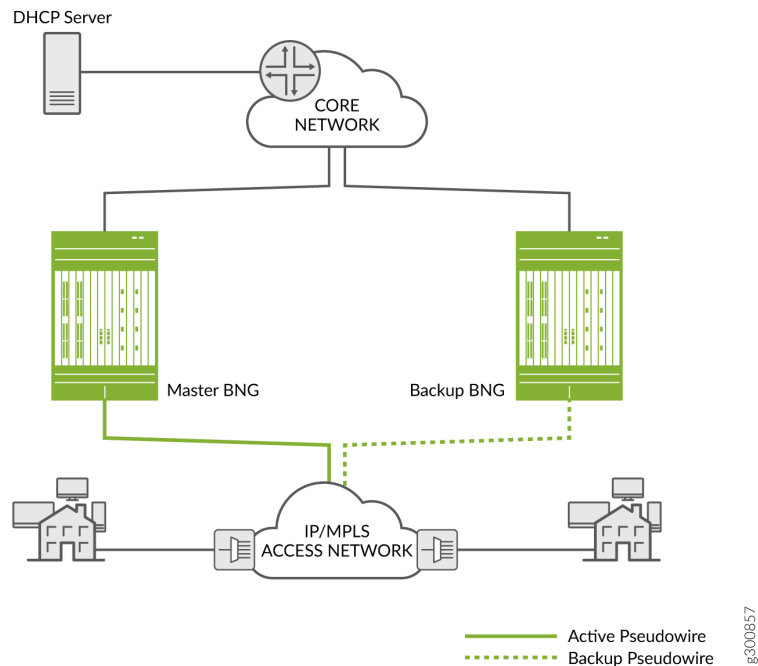 DHCP Server
CORE
NETWORK
Master BNG
Backup BNG
IP/MPLS
ACCESS NETWORK
Active Pseudowire
Backup Pseudowire
g300857